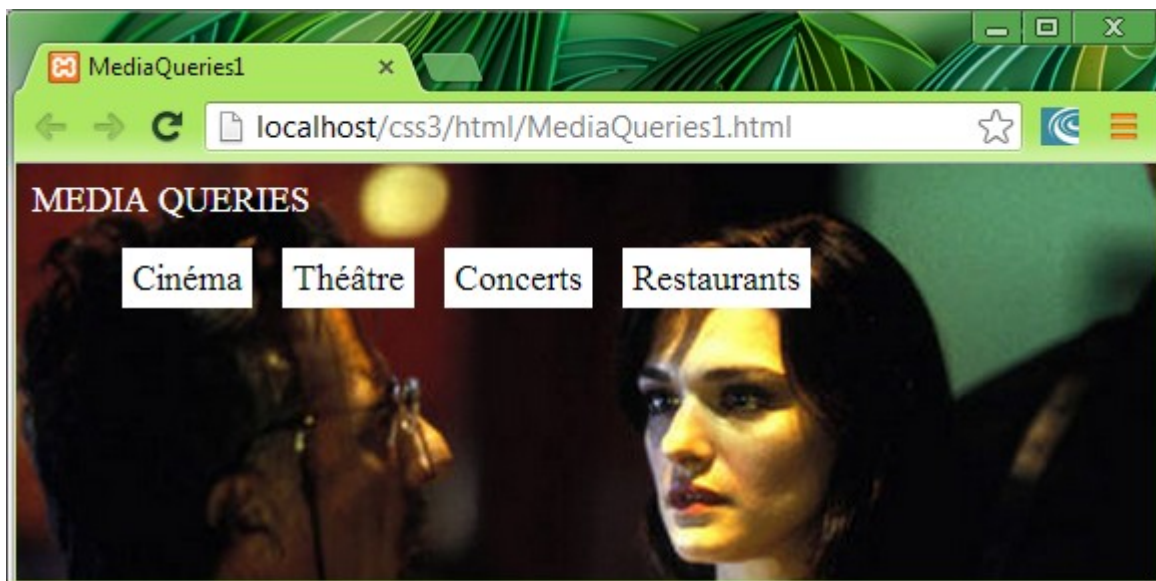 MediaQueries1
localhost/css3/html/MediaQueries1.html
MEDIA QUERIES
Cinéma Théâtre Concerts Restaurants